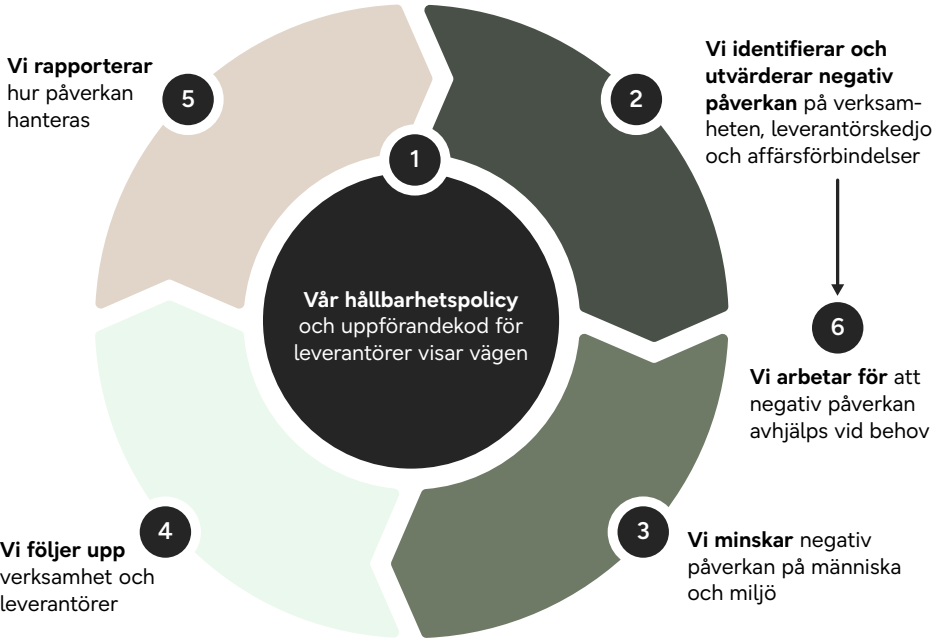 1
Vår hållbarhetspolicy
och uppförandekod för
leverantörer visar vägen
2
Vi identifierar och
utvärderar negativ
påverkan på verksam-
heten, leverantörskedjo
och affärsförbindelser
6
Vi arbetar för att
negativ påverkan
avhjälps vid behov
3
Vi minskar negativ
påverkan på människa
och miljö
4
Vi följer upp
verksamhet och
leverantörer
5
Vi rapporterar
hur påverkan
hanteras